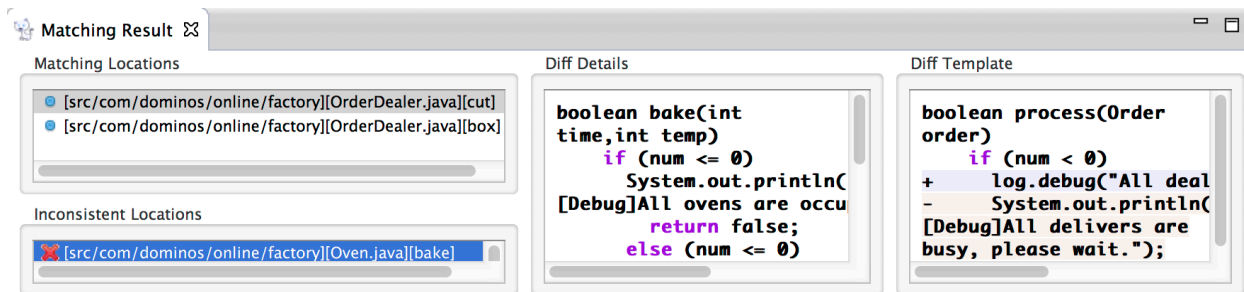 Matching Result
Matching Locations
[src/com/dominos/online/factory][OrderDealer.java][cut]
[src/com/dominos/online/factory][OrderDealer.java][box]
Inconsistent Locations
[src/com/dominos/online/factory][Oven.java][bake]
Diff Details
boolean bake(int
time,int temp)
if (num <= 0)
System.out.println(
[Debug]All ovens are occu
return false;
else (num <= 0)
Diff Template
boolean process(Order
order)
if (num < 0)
+ log.debug("All deal
- System.out.println(
[Debug]All delivers are
busy, please wait.");